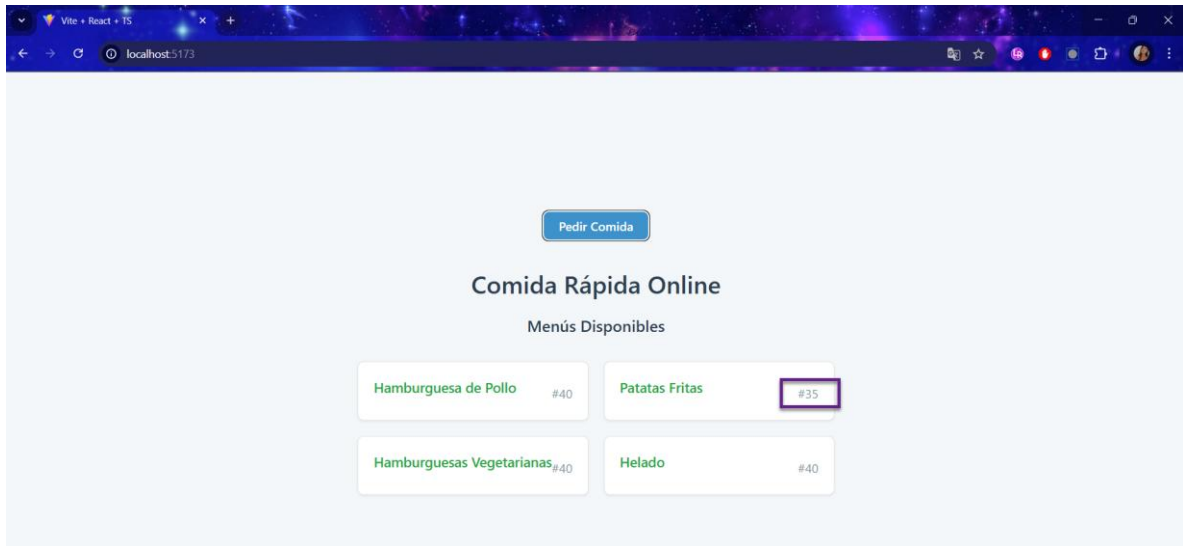 Vite + React + TS
localhost:5173
Pedir Comida
Comida Rápida Online
Menús Disponibles
Hamburguesa de Pollo #40
Patatas Fritas #35
Hamburguesas Vegetarianas #40
Helado #40